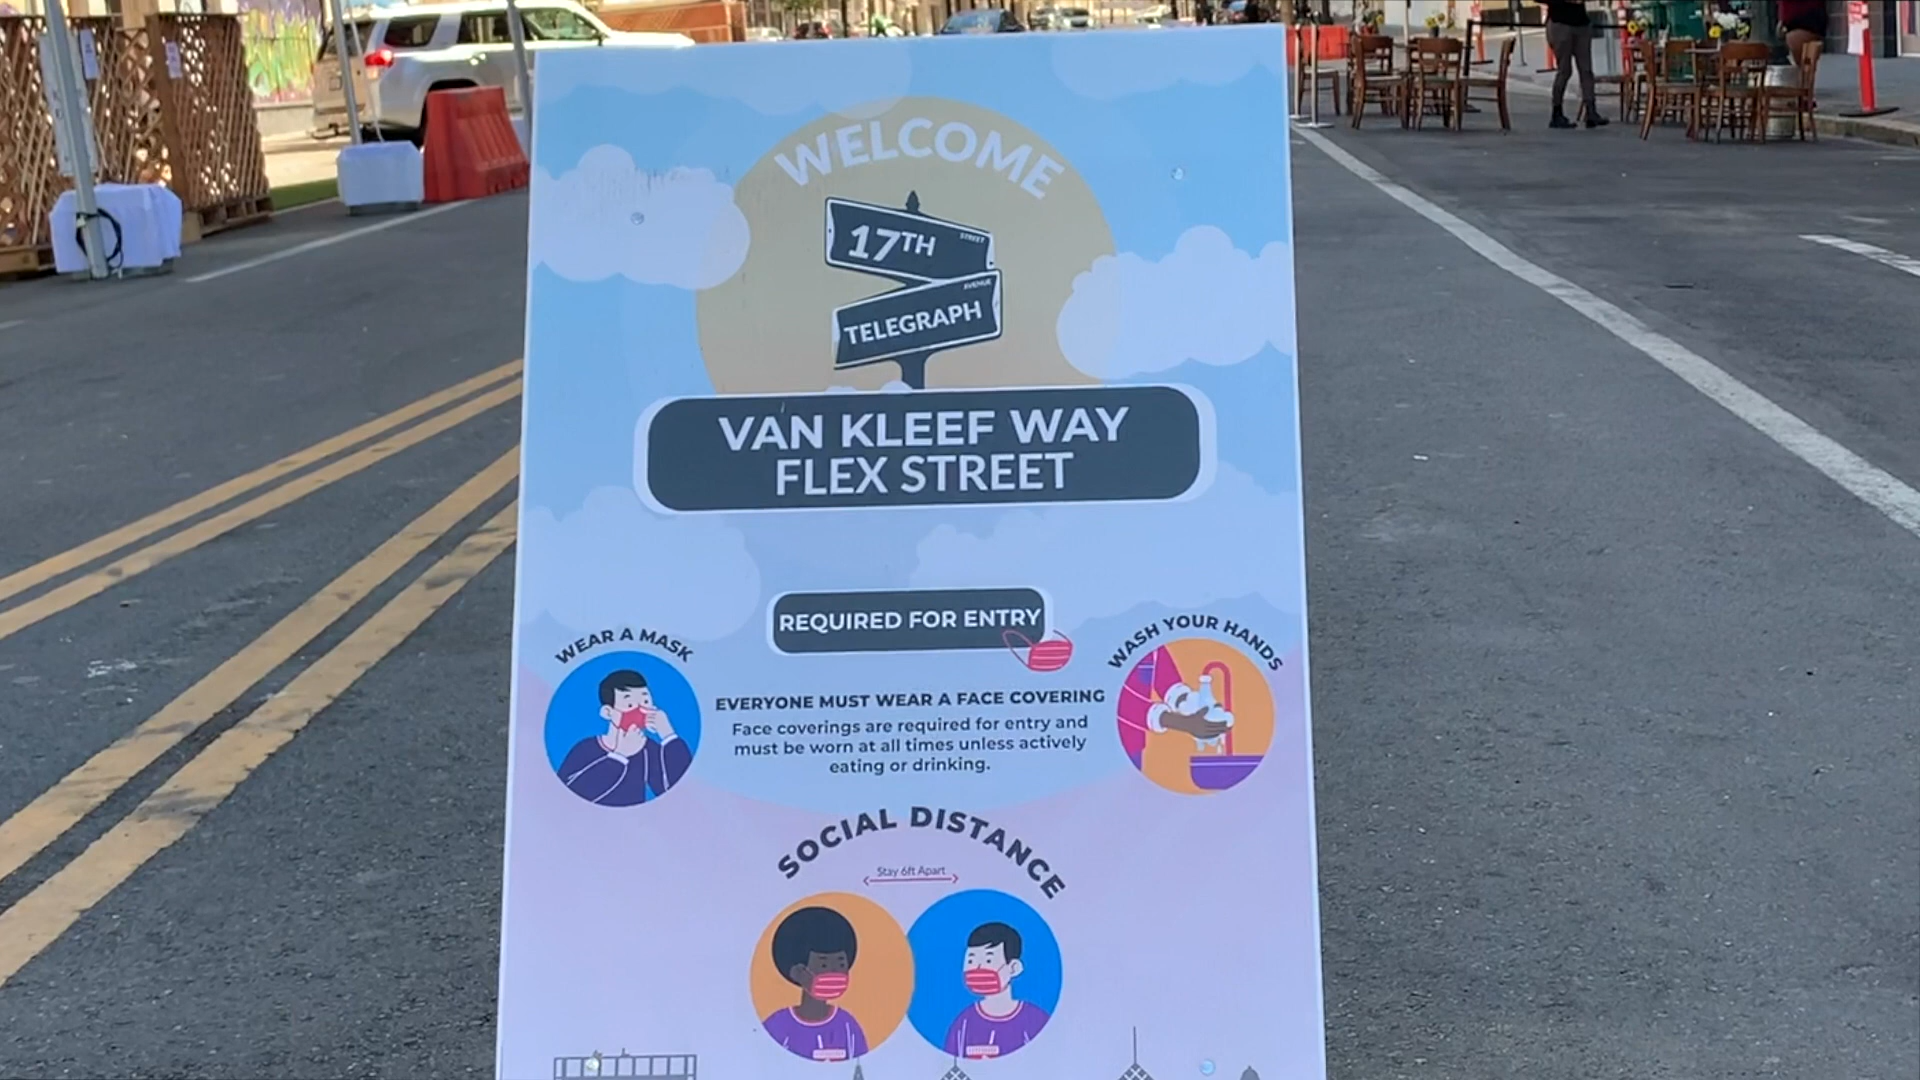 WELCOME
17TH STREET
TELEGRAPH AVENUE
VAN KLEEF WAY
FLEX STREET
REQUIRED FOR ENTRY
WEAR A MASK
WASH YOUR HANDS
EVERYONE MUST WEAR A FACE COVERING
Face coverings are required for entry and
must be worn at all times unless actively
eating or drinking.
SOCIAL DISTANCE
Stay 6ft Apart